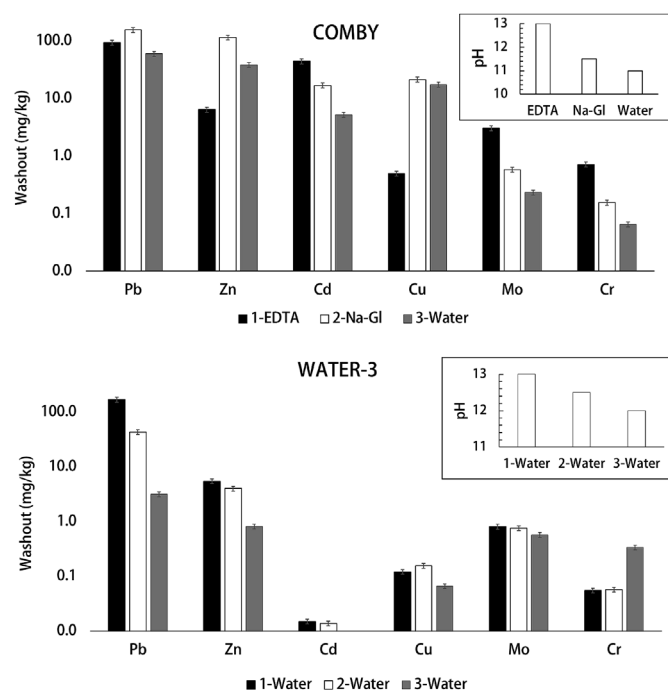 COMBY
100.0
10.0
1.0
0.1
0.0
Washout (mg/kg)
Pb Zn Cd Cu Mo Cr
1-EDTA 2-Na-Gl 3-Water
13
12
11
10
pH
EDTA Na-Gl Water
WATER-3
100.0
10.0
1.0
0.1
0.0
Washout (mg/kg)
Pb Zn Cd Cu Mo Cr
1-Water 2-Water 3-Water
13
12
11
pH
1-Water 2-Water 3-Water